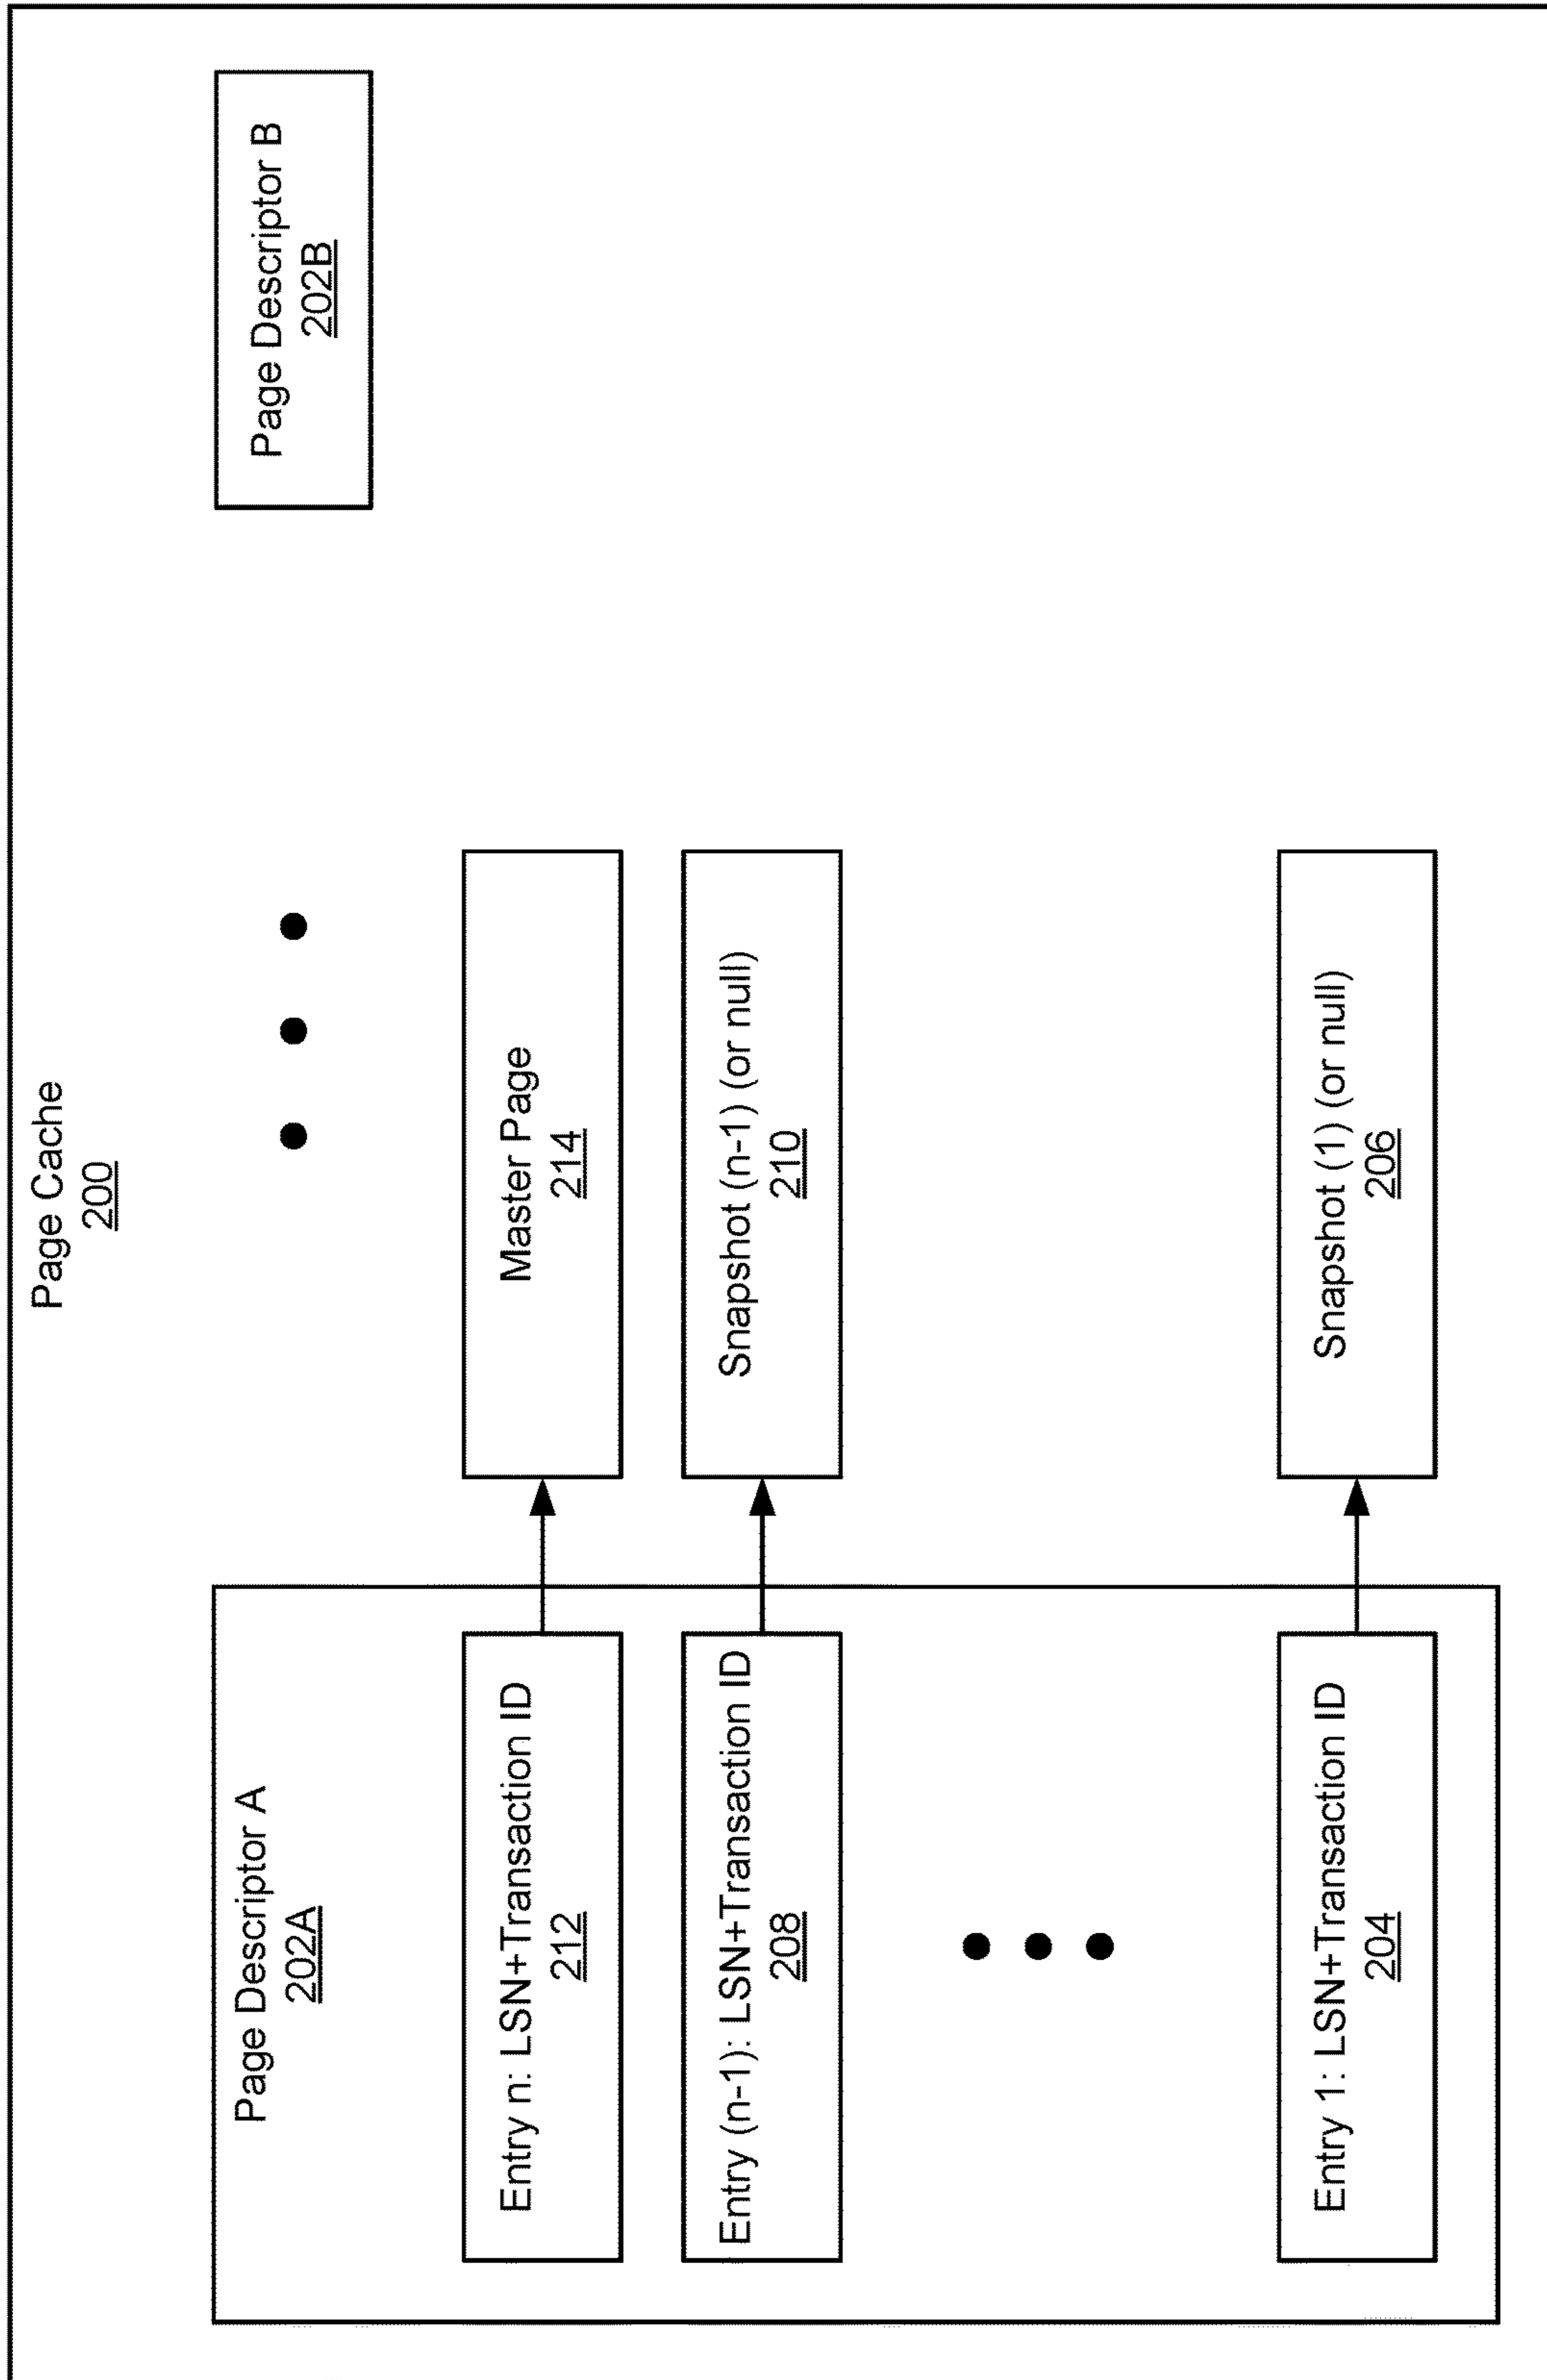 Page Cache
200
Page Descriptor A
202A
Page Descriptor B
202B
Entry n: LSN+Transaction ID
212
Master Page
214
Entry (n-1): LSN+Transaction ID
208
Snapshot (n-1) (or null)
210
Entry 1: LSN+Transaction ID
204
Snapshot (1) (or null)
206